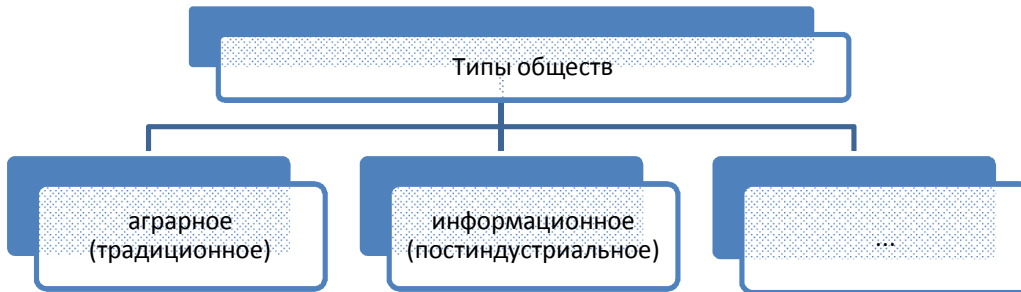 Типы обществ
аграрное
(традиционное)
информационное
(постиндустриальное)
...